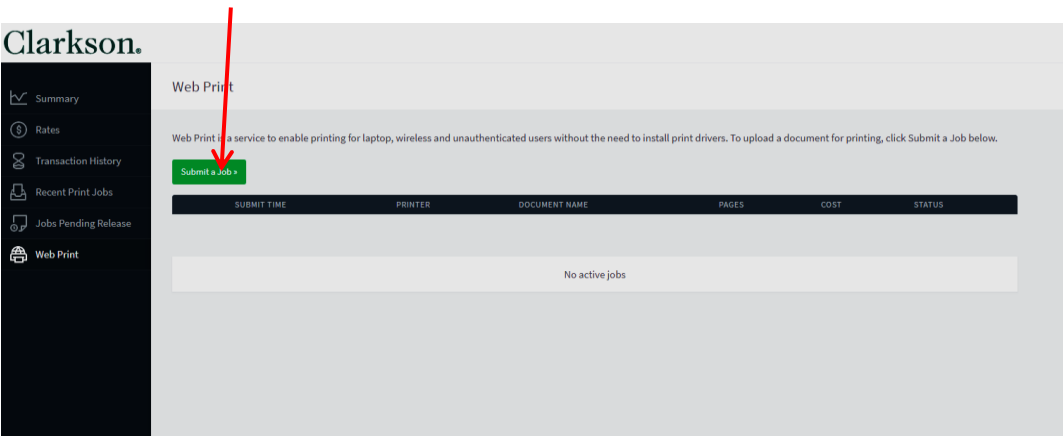 Clarkson.
Summary
Rates
Transaction History
Recent Print Jobs
Jobs Pending Release
Web Print
Web Print
Web Print is a service to enable printing for laptop, wireless and unauthenticated users without the need to install print drivers. To upload a document for printing, click Submit a Job below.
Submit a Job »
SUBMIT TIME PRINTER DOCUMENT NAME PAGES COST STATUS
No active jobs